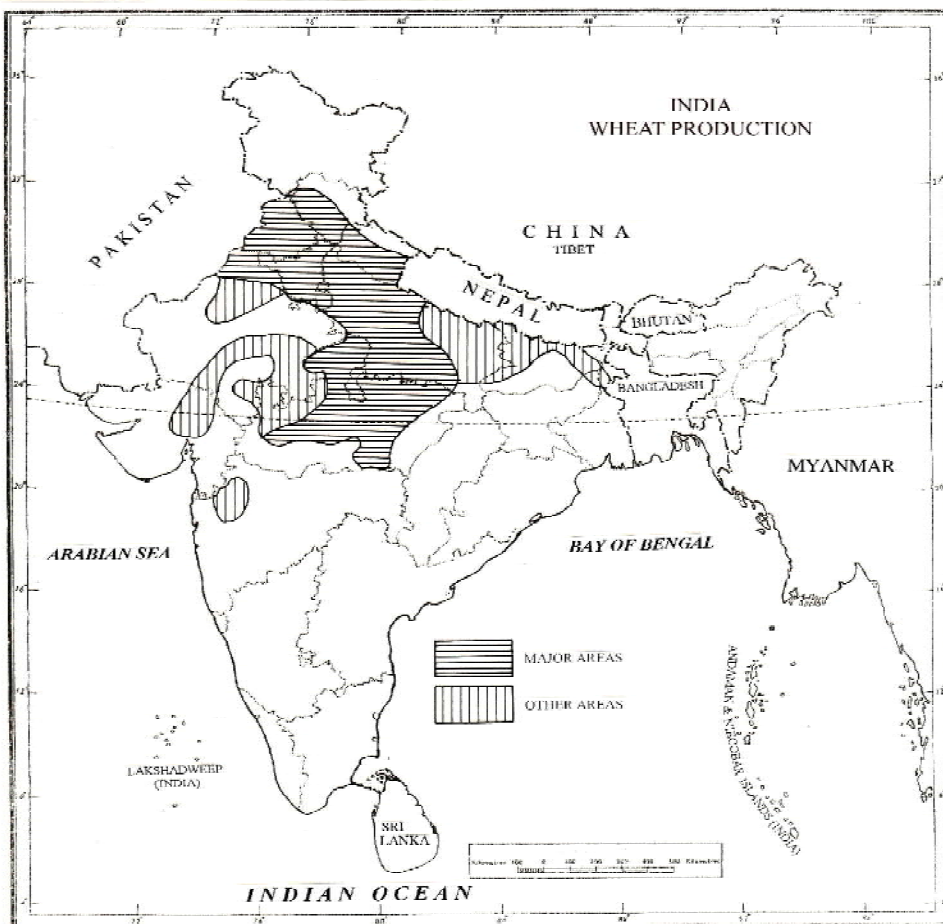 INDIA
WHEAT PRODUCTION
PAKISTAN
CHINA
TIBET
NEPAL
BHUTAN
BANGLADESH
MYANMAR
ARABIAN SEA
BAY OF BENGAL
MAJOR AREAS
OTHER AREAS
ANDAMAN & NICOBAR ISLANDS (INDIA)
LAKSHADWEEP
(INDIA)
SRI
LANKA
INDIAN OCEAN